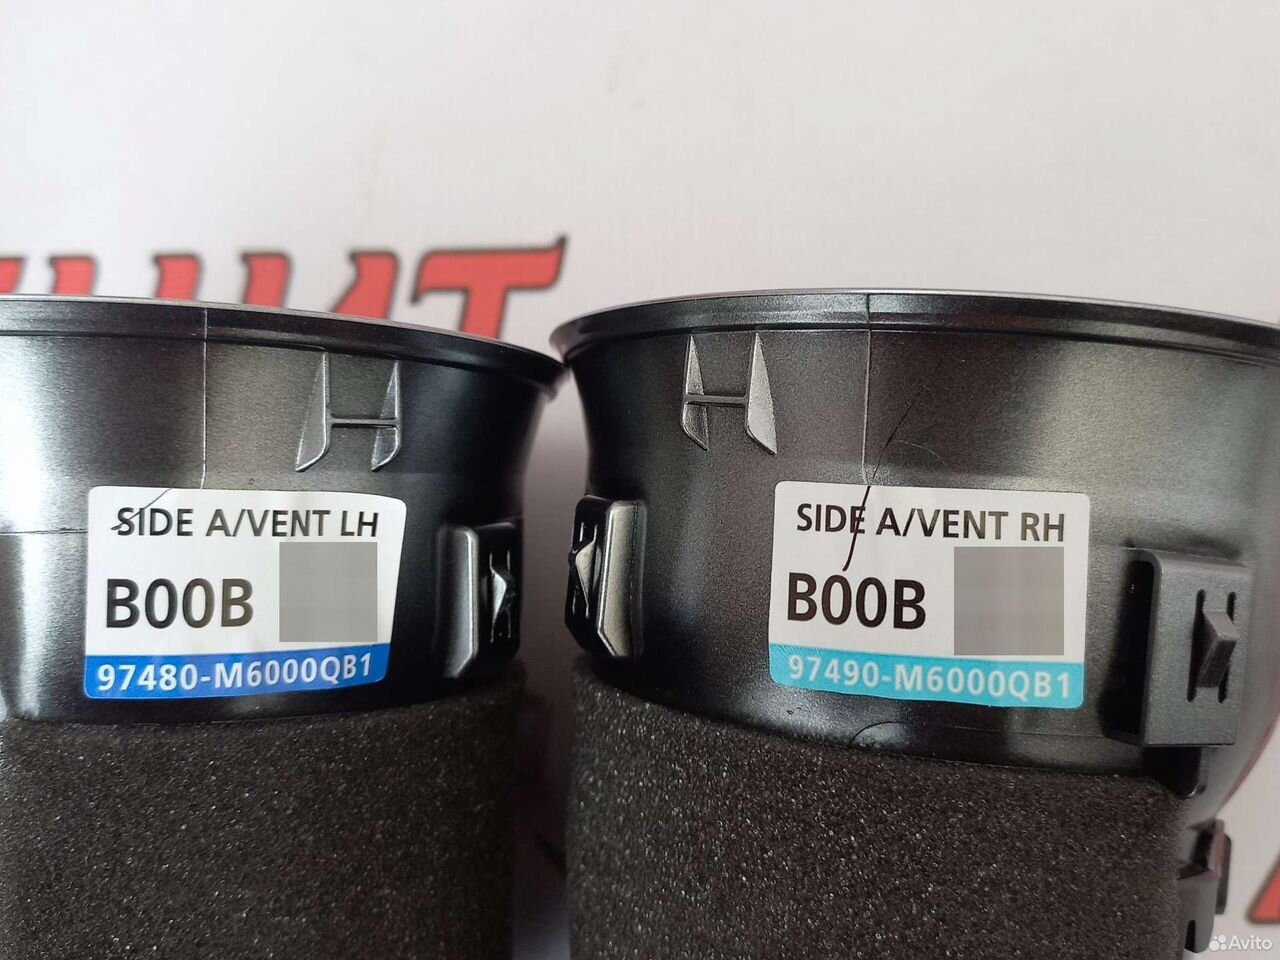 SIDE A/VENT LH
B00B
97480-M6000QB1
SIDE A/VENT RH
B00B
97490-M6000QB1
Avito